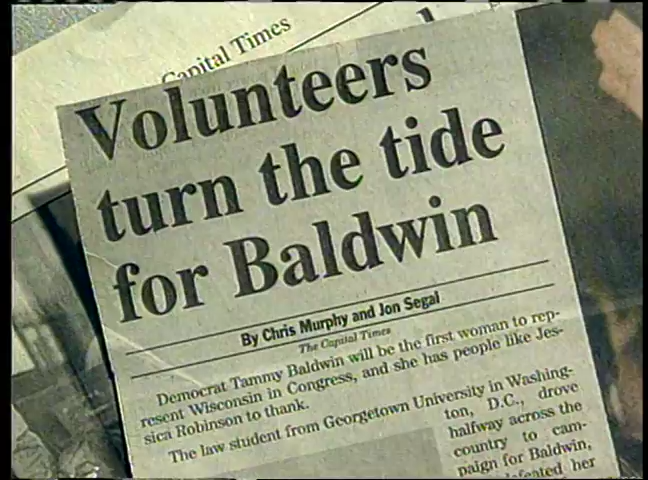 Capital Times
Volunteers
turn the tide
for Baldwin
By Chris Murphy and Jon Segal
The Capital Times
Democrat Tammy Baldwin will be the first woman to rep-
resent Wisconsin in Congress, and she has people like Jes-
sica Robinson to thank.
The law student from Georgetown University in Washing-
ton, D.C., drove
halfway across the
country to cam-
paign for Baldwin,
defeated her